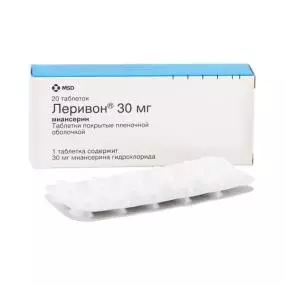 MSD
20 таблеток
Леривон® 30 мг
миансерин
Таблетки покрытые пленочной
оболочкой
1 таблетка содержит
30 мг миансерина гидрохлорида